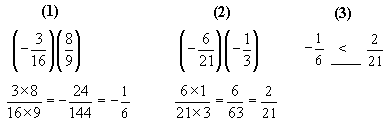 (1) (2) (3)
(-3/16)(8/9) (-6/21)(-1/3) -1/6 < 2/21
3×8/16×9 = -24/144 = -1/6 6×1/21×3 = 6/63 = 2/21